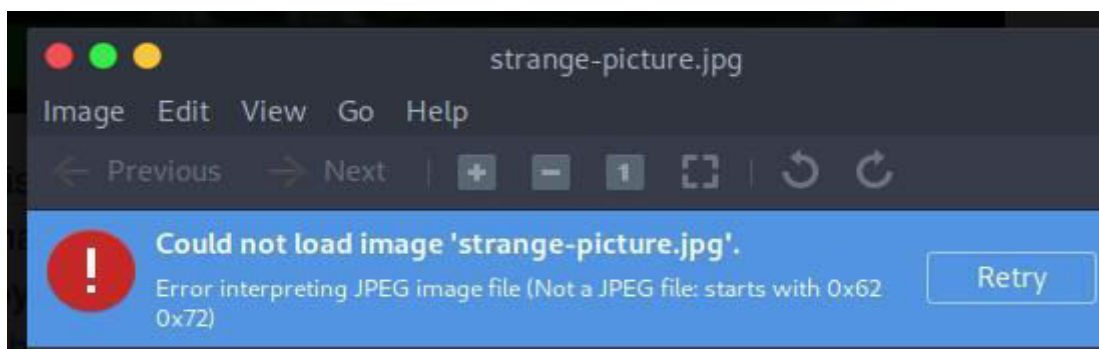 strange-picture.jpg
Image Edit View Go Help
Previous Next 1
Could not load image 'strange-picture.jpg'.
Error interpreting JPEG image file (Not a JPEG file: starts with 0x62
0x72)
Retry